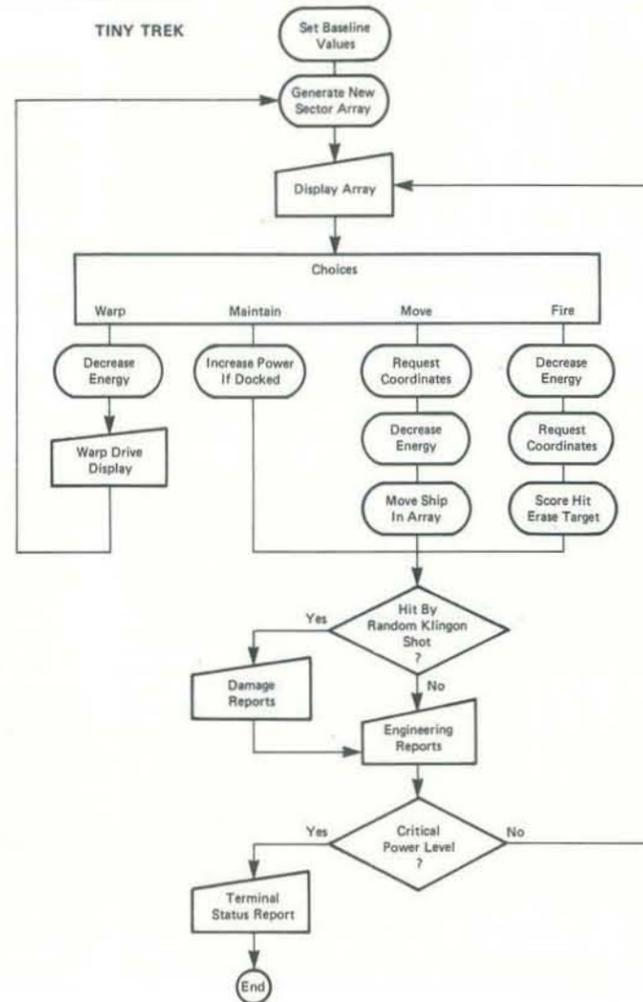 TINY TREK
Set Baseline
Values
Generate New
Sector Array
Display Array
Choices
Warp
Maintain
Move
Fire
Decrease
Energy
Increase Power
If Docked
Request
Coordinates
Decrease
Energy
Warp Drive
Display
Decrease
Energy
Request
Coordinates
Move Ship
In Array
Score Hit
Erase Target
Hit By
Random Klingon
Shot
?
Yes
No
Damage
Reports
Engineering
Reports
Critical
Power Level
?
Yes
No
Terminal
Status Report
End